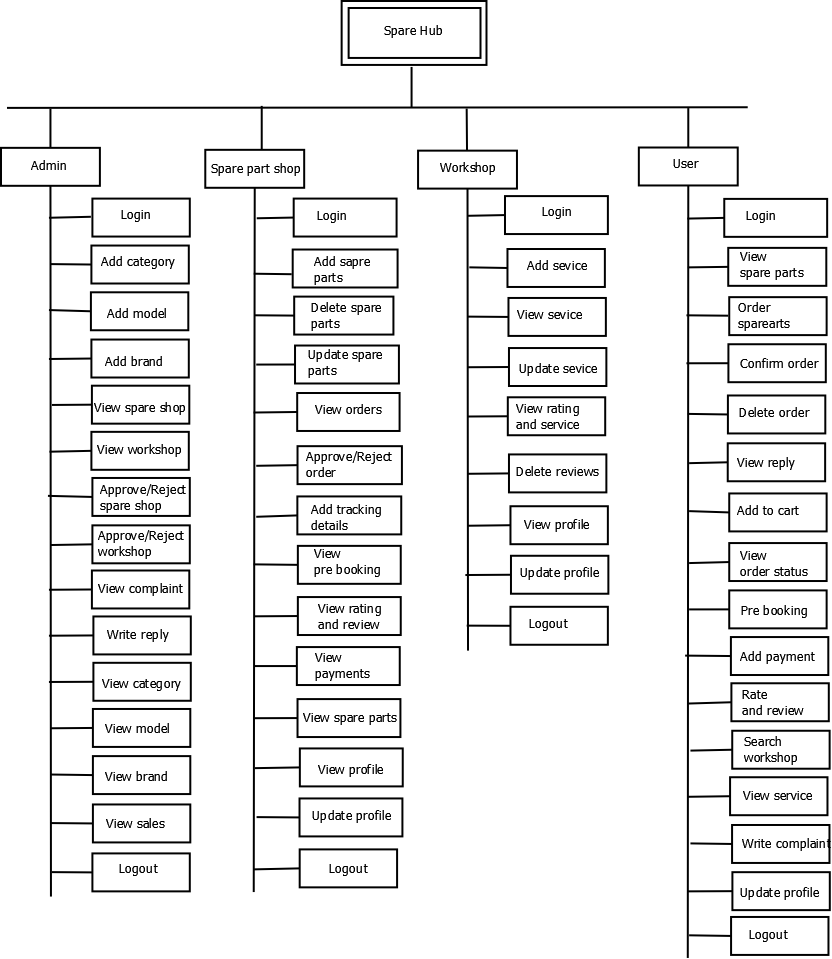 Spare Hub
Admin
Login
Add category
Add model
Add brand
View spare shop
View workshop
Approve/Reject
spare shop
Approve/Reject
workshop
View complaint
Write reply
View category
View model
View brand
View sales
Logout
Spare part shop
Login
Add sapre
parts
Delete spare
parts
Update spare
parts
View orders
Approve/Reject
order
Add tracking
details
View
pre booking
View rating
and review
View
payments
View spare parts
View profile
Update profile
Logout
Workshop
Login
Add sevice
View sevice
Update sevice
View rating
and service
Delete reviews
View profile
Update profile
Logout
User
Login
View
spare parts
Order
sparearts
Confirm order
Delete order
View reply
Add to cart
View
order status
Pre booking
Add payment
Rate
and review
Search
workshop
View service
Write complaint
Update profile
Logout